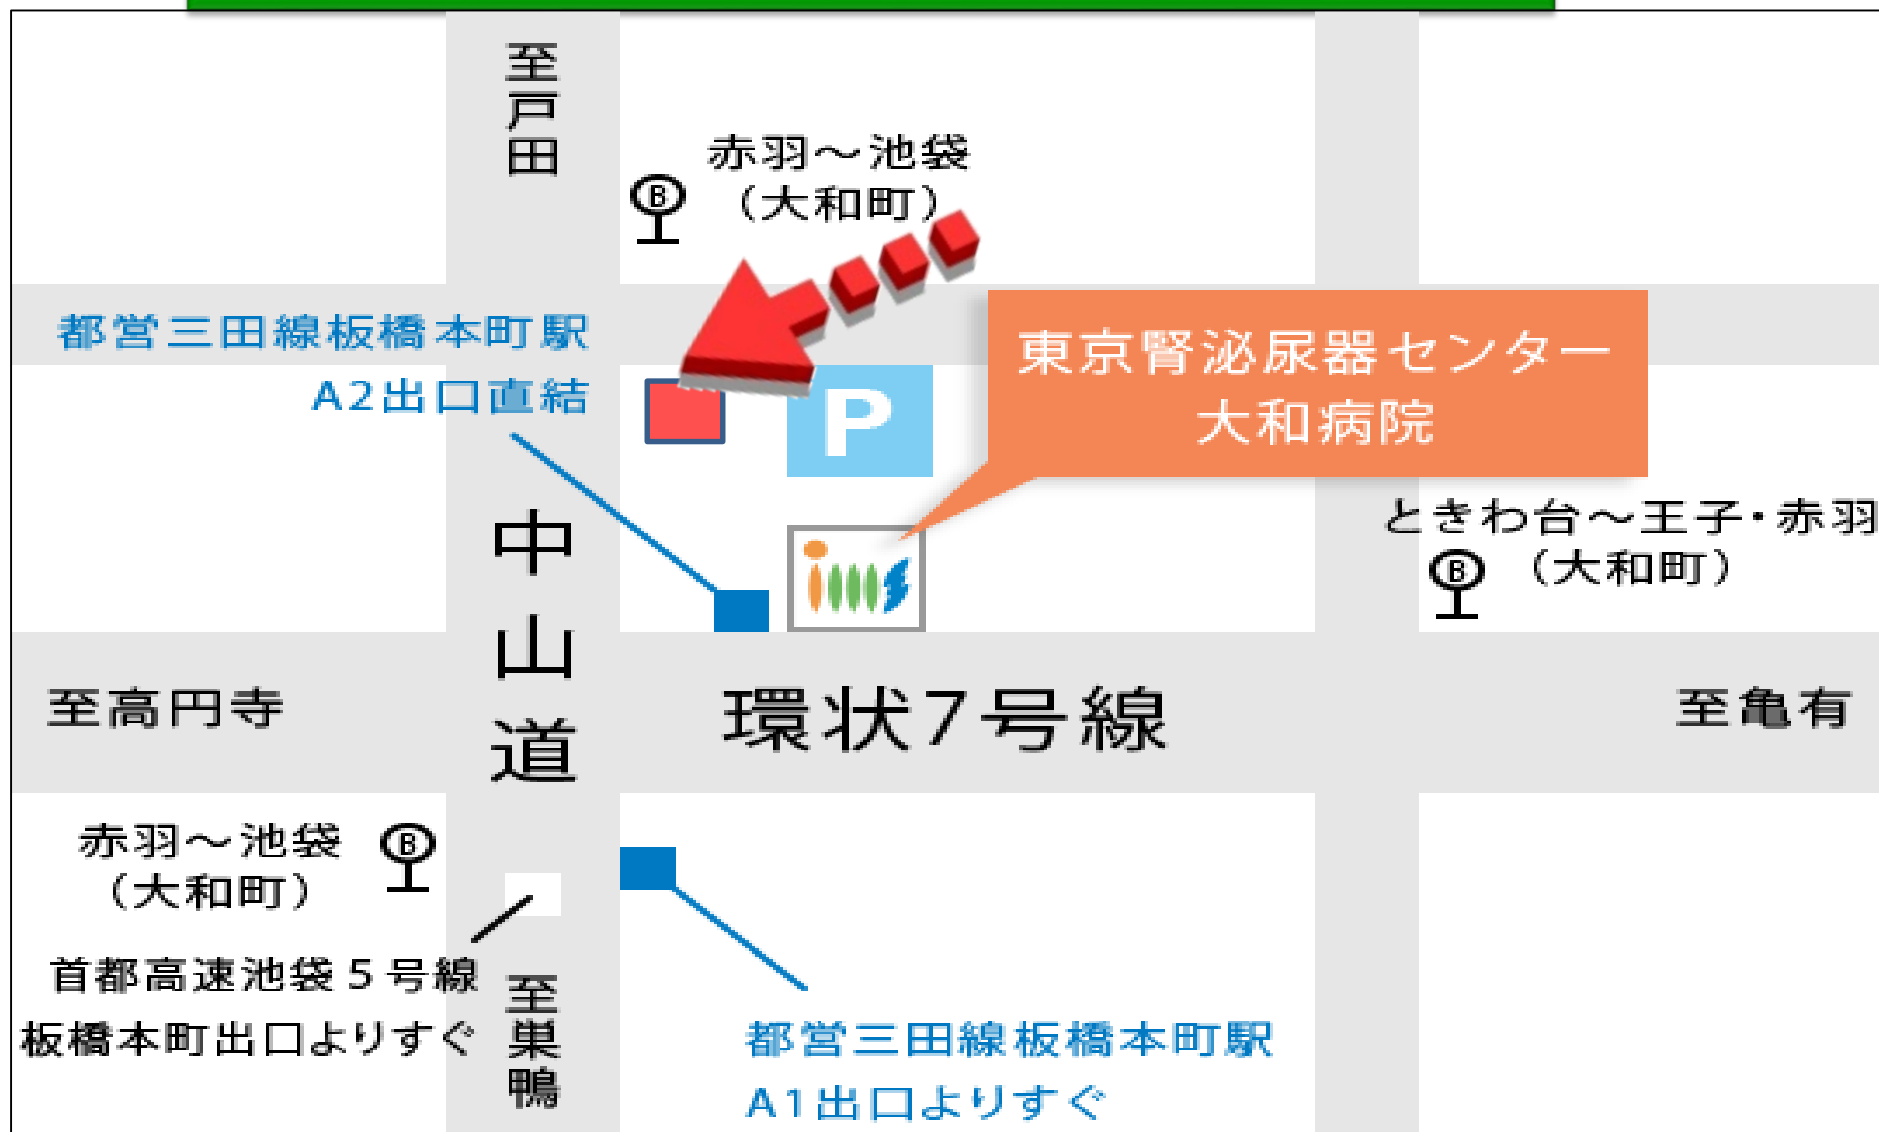 至戸田
赤羽～池袋
（大和町）
B
都営三田線板橋本町駅
A2出口直結
東京腎泌尿器センター
大和病院
P
ときわ台～王子・赤羽
（大和町）
B
ims
中山道
至高円寺
環状7号線
至亀有
赤羽～池袋
（大和町）
B
首都高速池袋５号線
板橋本町出口よりすぐ
至巣鴨
都営三田線板橋本町駅
A1出口よりすぐ